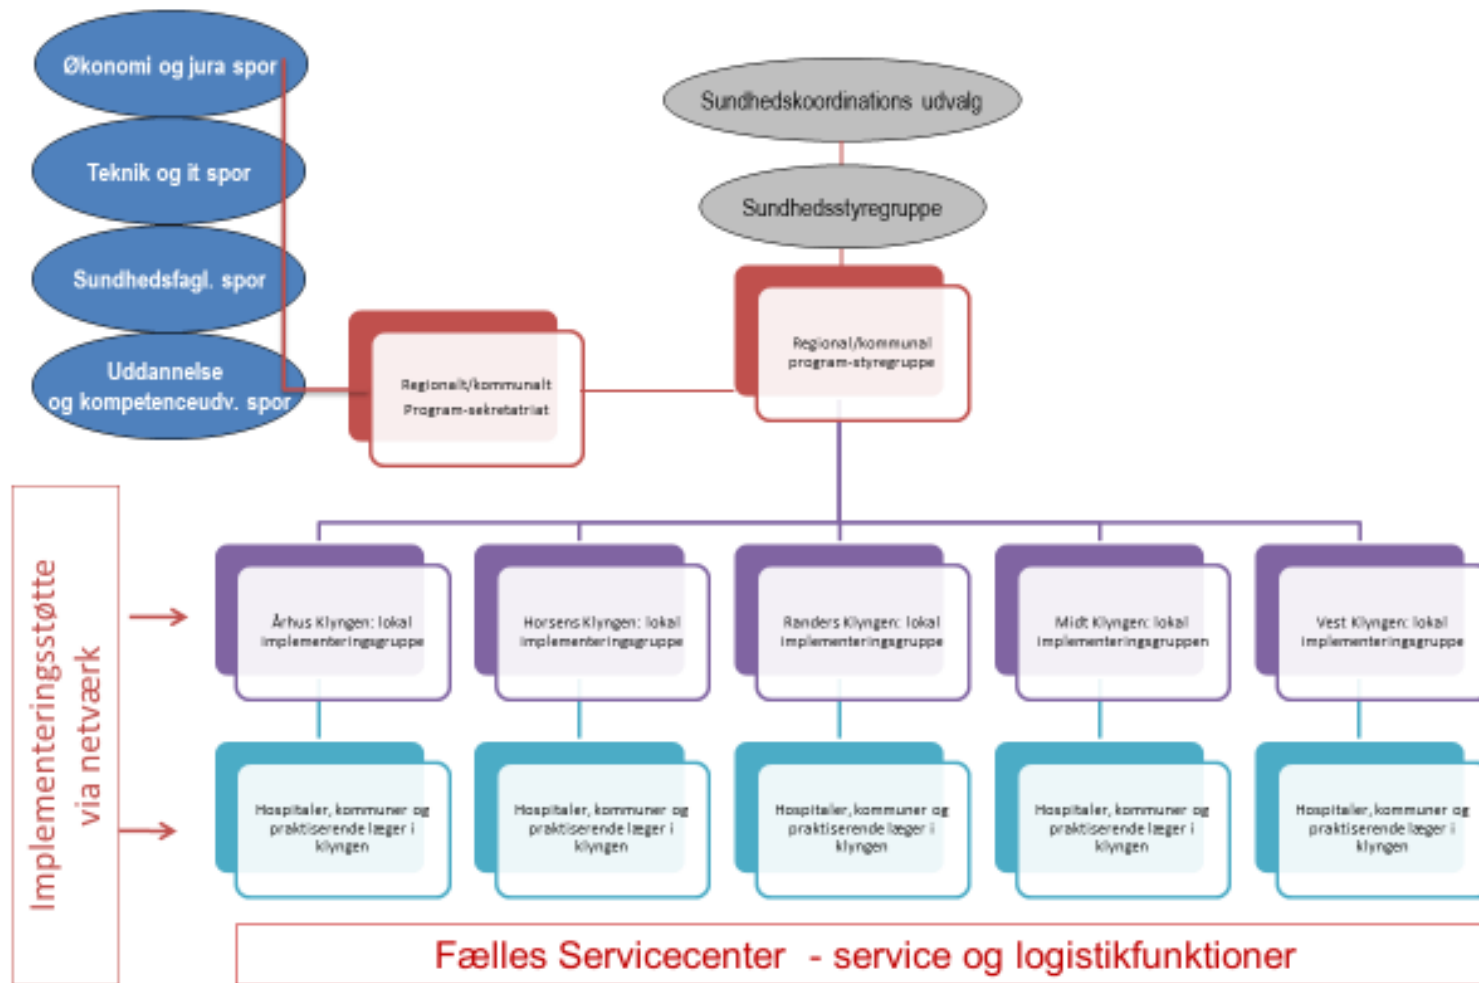 Økonomi og jura spor
Teknik og it spor
Sundhedsfagl. spor
Uddannelse
og kompetenceudv. spor
Sundhedskoordinations udvalg
Sundhedsstyregruppe
Regional/kommunal
program-styregruppe
Regionalt/kommunalt
Program-sekretatriat
Implementeringsstøtte
via netværk
Århus Klyngen: lokal
implementeringsgruppe
Horsens Klyngen: lokal
implementeringsgruppe
Randers Klyngen: lokal
implementeringsgruppe
Midt Klyngen: lokal
implementeringsgruppen
Vest Klyngen: lokal
implementeringsgruppe
Hospitaler, kommuner og
praktiserende læger i
klyngen
Hospitaler, kommuner og
praktiserende læger i
klyngen
Hospitaler, kommuner og
praktiserende læger i
klyngen
Hospitaler, kommuner og
praktiserende læger i
klyngen
Hospitaler, kommuner og
praktiserende læger i
klyngen
Fælles Servicecenter - service og logistikfunktioner